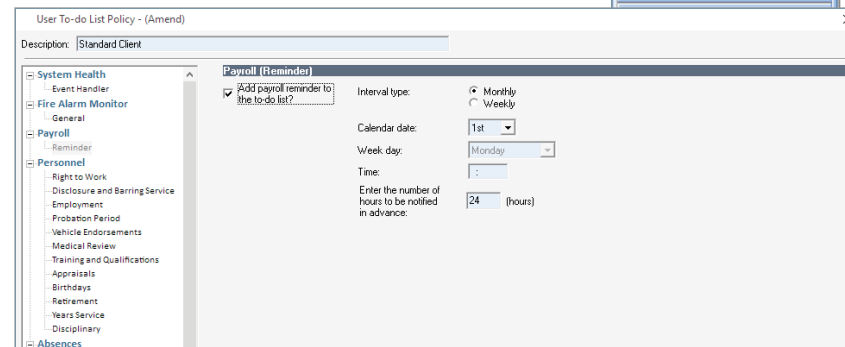 User To-do List Policy - (Amend)
Description: Standard Client
System Health
Event Handler
Fire Alarm Monitor
General
Payroll
Reminder
Personnel
Right to Work
Disclosure and Barring Service
Employment
Probation Period
Vehicle Endorsements
Medical Review
Training and Qualifications
Appraisals
Birthdays
Retirement
Years Service
Disciplinary
Absences
Payroll (Reminder)
Add payroll reminder to
the to-do list?
Interval type: Monthly
Weekly
Calendar date: 1st
Week day: Monday
Time: :
Enter the number of
hours to be notified
in advance:
24 (hours)